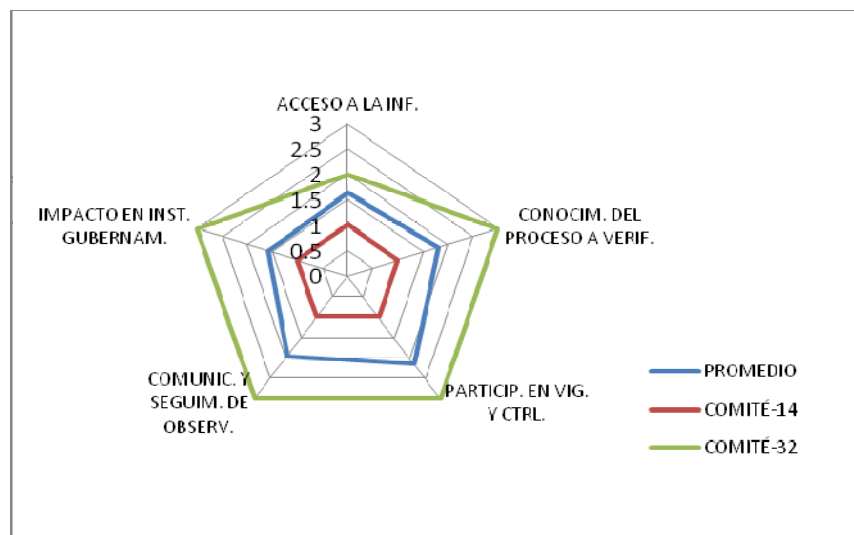 ACCESO A LA INF.
3
2.5
2
1.5
1
0.5
0
CONOCIM. DEL
PROCESO A VERIF.
PARTICIP. EN VIG.
Y CTRL.
COMUNIC. Y
SEGUIM. DE
OBSERV.
IMPACTO EN INST.
GUBERNAM.
PROMEDIO
COMITÉ-14
COMITÉ-32